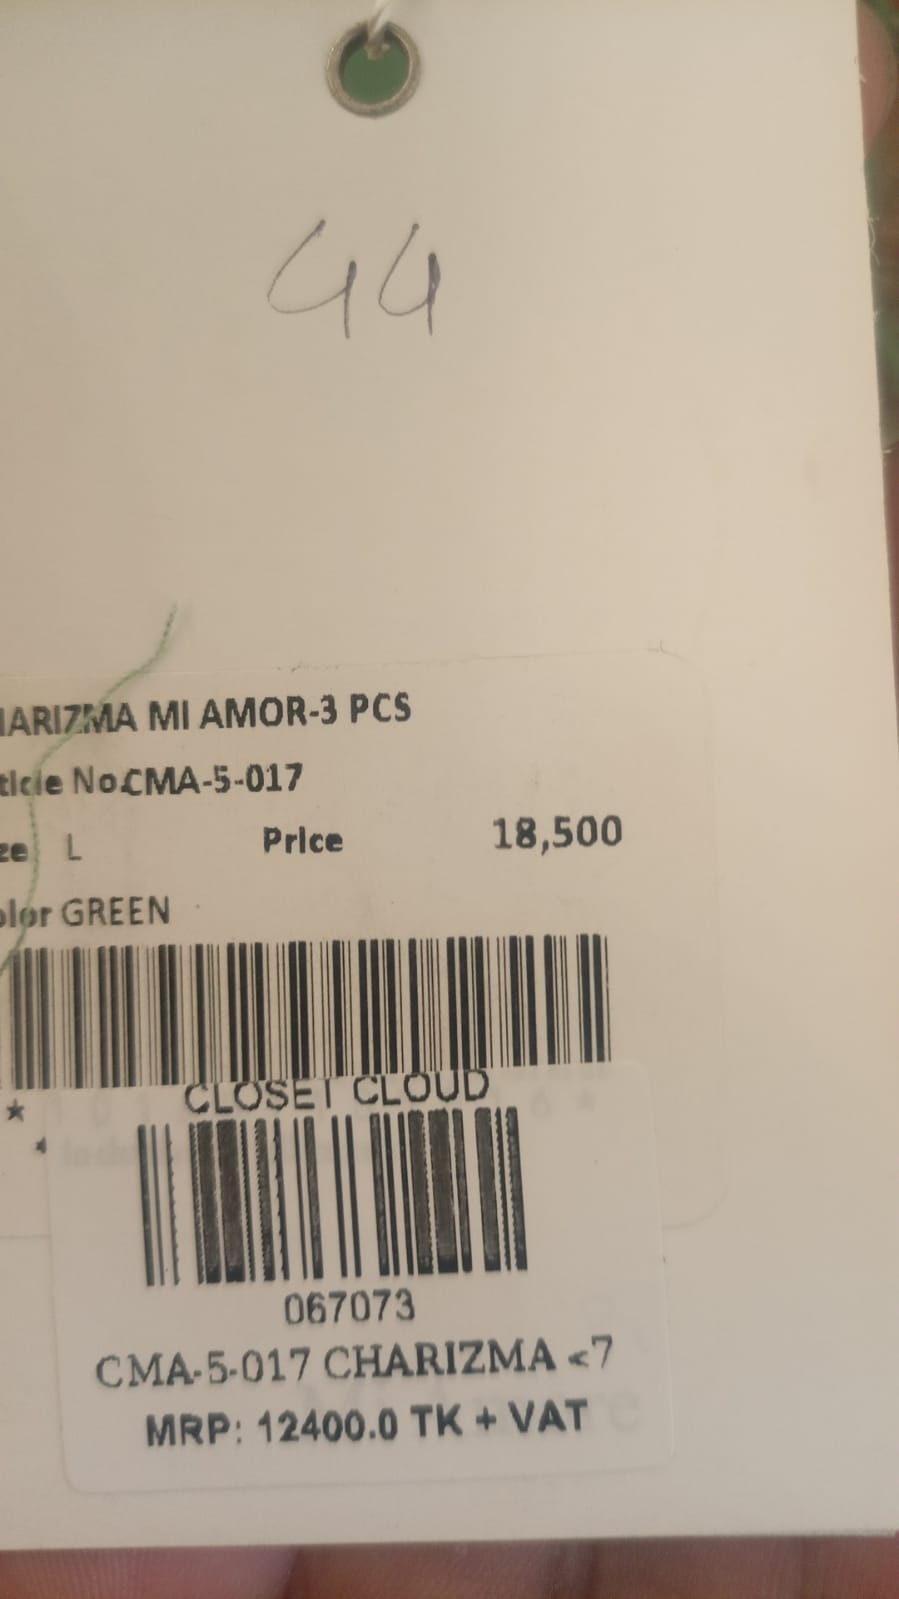 44
HARIZMA MI AMOR-3 PCS
ticle No.CMA-5-017
ze L Price 18,500
olor GREEN
*
CLOSET CLOUD
067073
CMA-5-017 CHARIZMA <7
MRP: 12400.0 TK + VAT